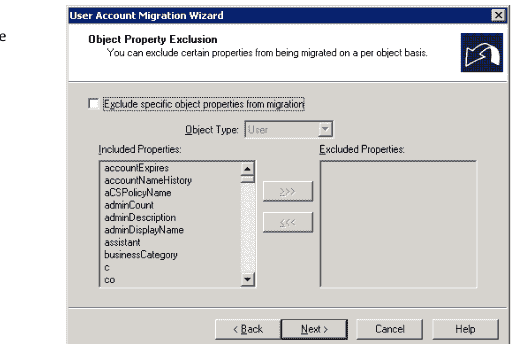 e
User Account Migration Wizard
Object Property Exclusion
You can exclude certain properties from being migrated on a per object basis.
Exclude specific object properties from migration
Object Type: User
Included Properties:
Excluded Properties:
accountExpires
accountNameHistory
aCSPolicyName
adminCount
adminDescription
adminDisplayName
assistant
businessCategory
c
co
>>>
<<<
< Back
Next >
Cancel
Help